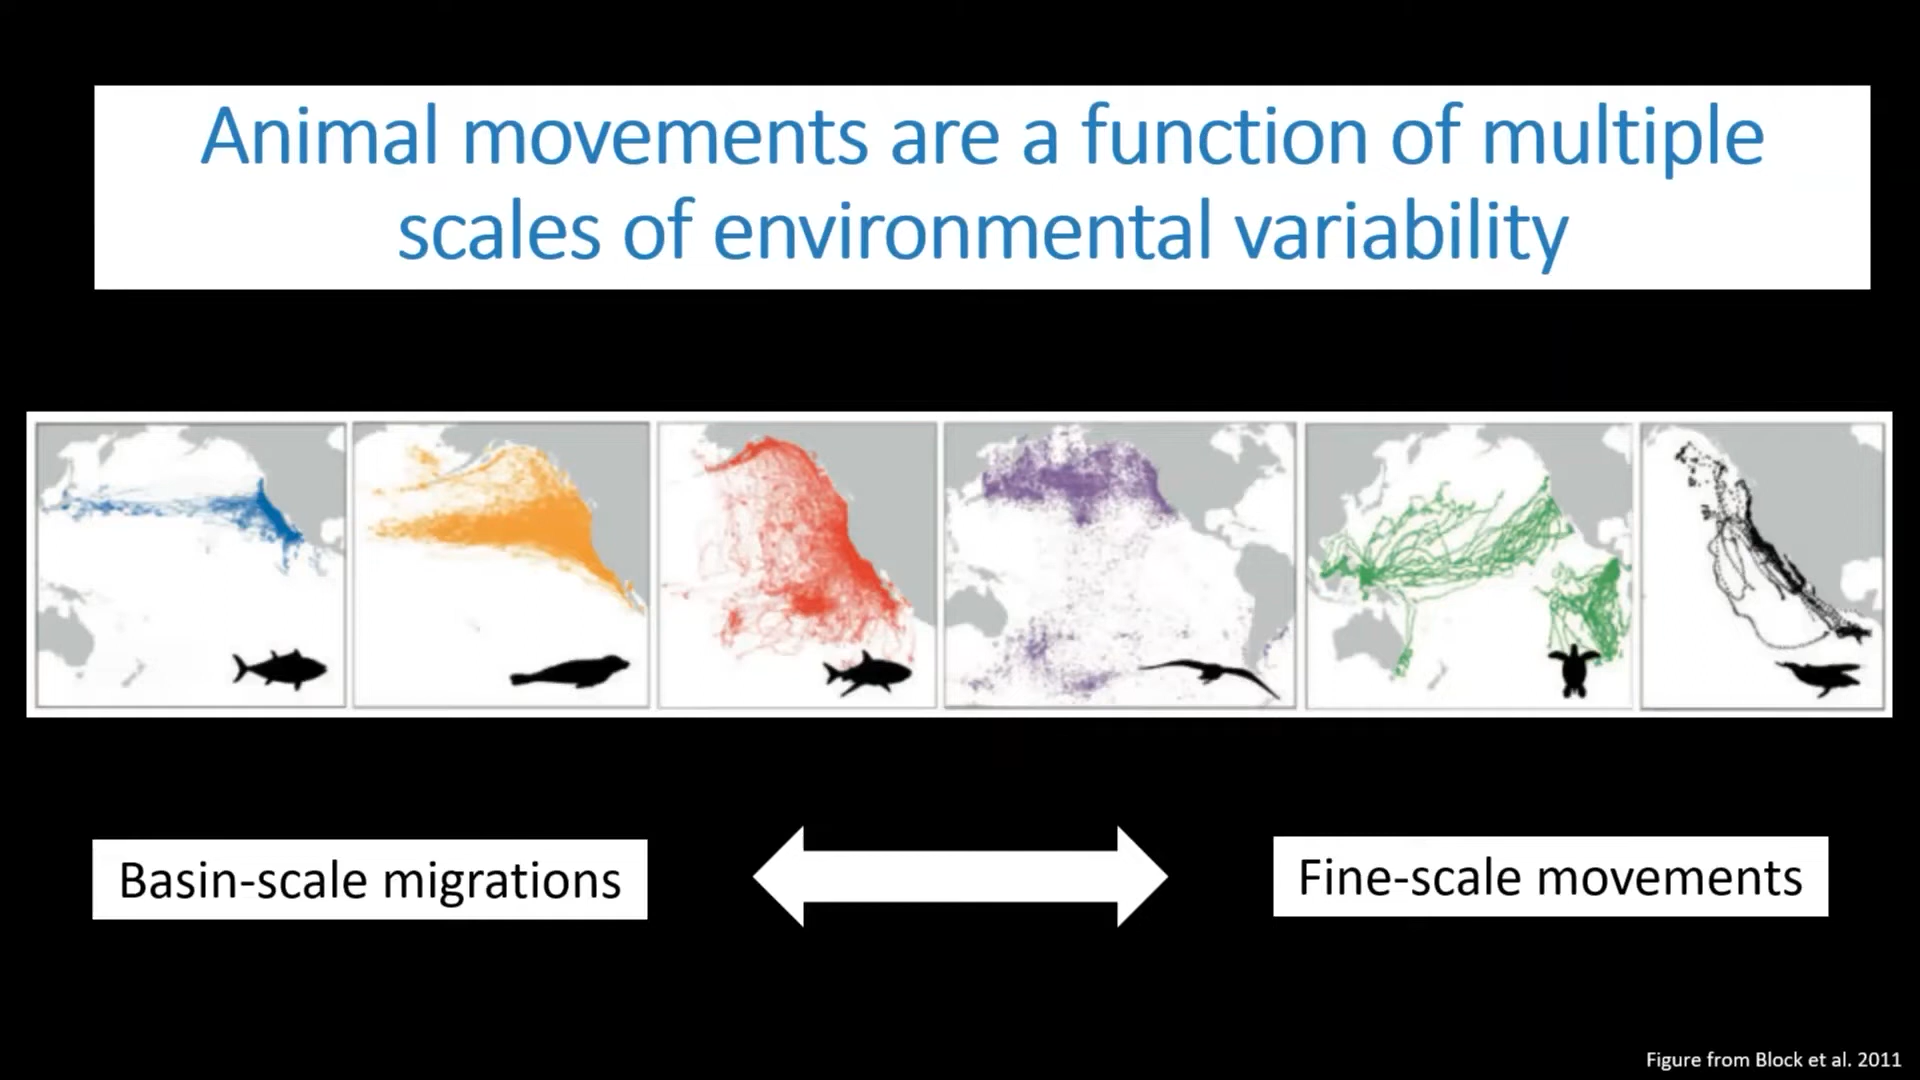 Animal movements are a function of multiple
scales of environmental variability
Basin-scale migrations
Fine-scale movements
Figure from Block et al. 2011